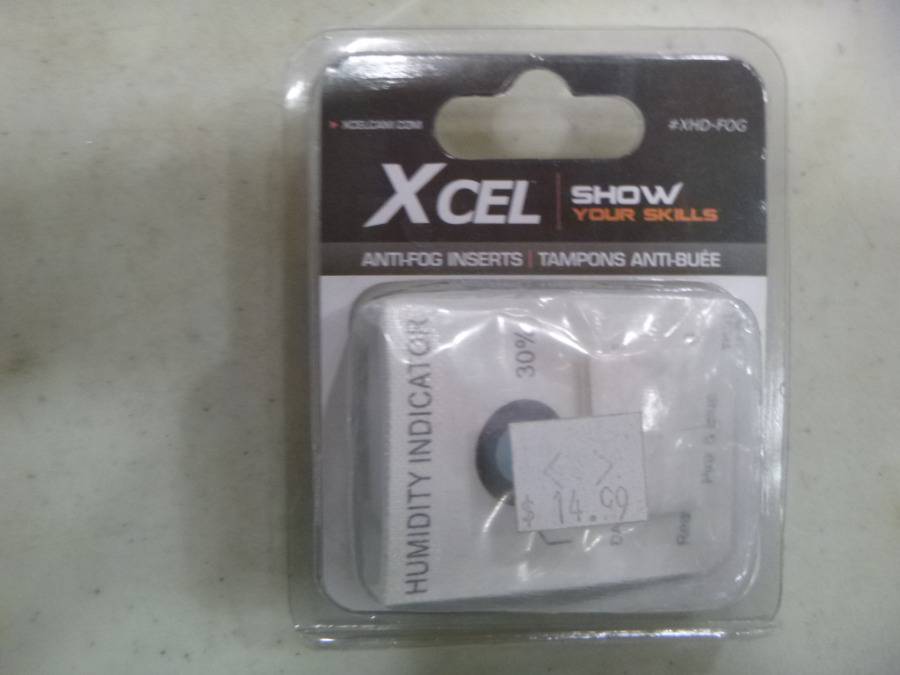 XCELCAM.COM
#XHD-FOG
XCEL
SHOW
YOUR SKILLS
ANTI-FOG INSERTS | TAMPONS ANTI-BUÉE
HUMIDITY INDICATOR
30%
14.99